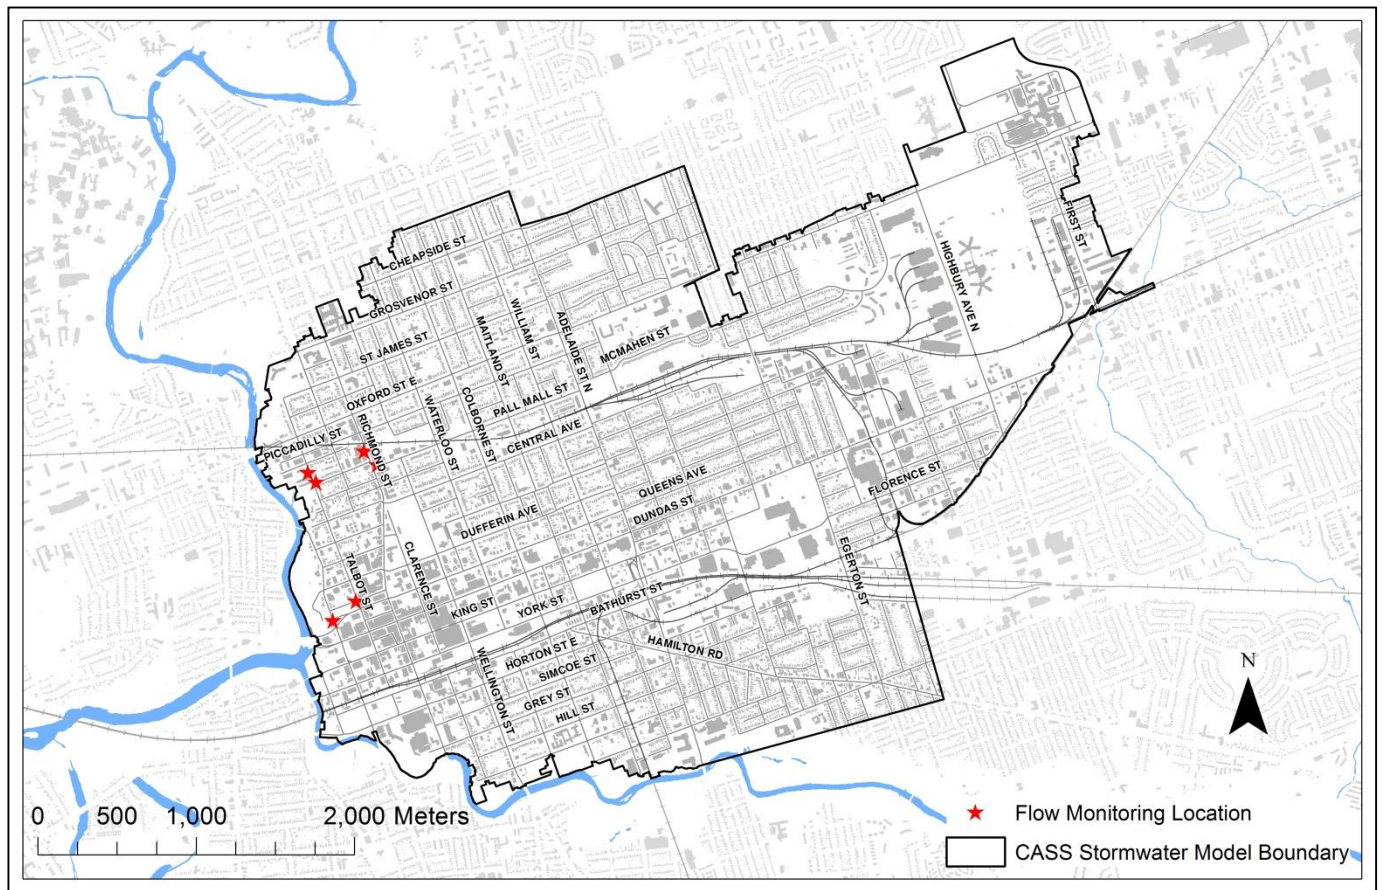 CHEAPSIDE ST
FIRST ST
GROSVENOR ST
HIGHBURY AVE N
WILLIAM ST
ADELAIDE ST N
MAITLAND ST
ST JAMES ST
MCMAHEN ST
OXFORD ST E
COLBORNE ST
PALL MALL ST
WATERLOO ST
RICHMOND ST
CENTRAL AVE
PICCADILLY ST
QUEENS AVE
FLORENCE ST
DUNDAS ST
DUFFERIN AVE
EGERTON ST
TALBOT ST
CLARENCE ST
KING ST
YORK ST
BATHURST ST
HAMILTON RD
HORTON ST E
SIMCOE ST
WELLINGTON ST
GREY ST
HILL ST
N
0 500 1,000 2,000 Meters
Flow Monitoring Location
CASS Stormwater Model Boundary